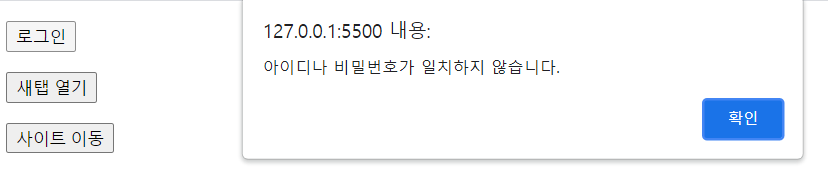 로그인
새탭 열기
사이트 이동
127.0.0.1:5500 내용:
아이디나 비밀번호가 일치하지 않습니다.
확인